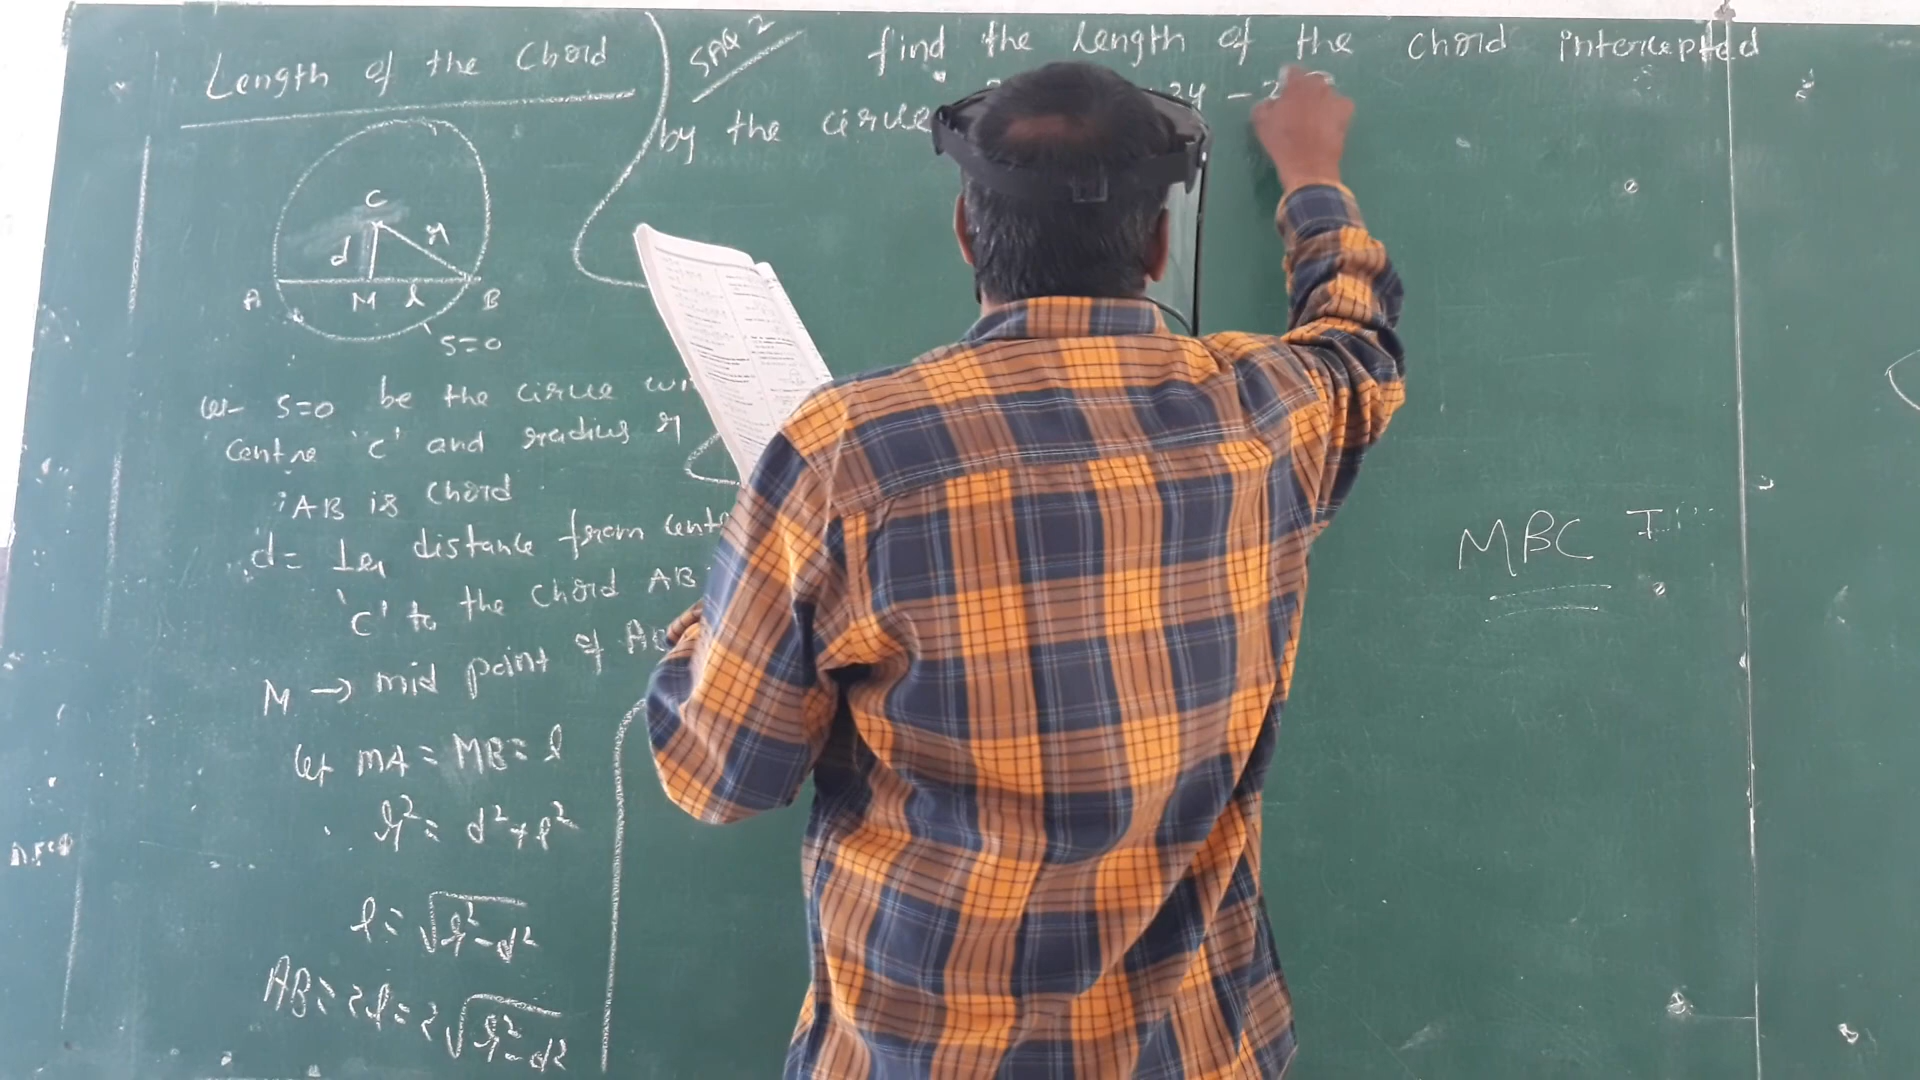 Length of the Chord
C
d
r
A
M
l
B
S=0
let S=0 be the circle
Centre 'c' and radius r
AB is chord
d = ler distance from
'c' to the chord AB
M → mid point of
let MA = MB = l
r² = d² + l²
l = √r²-d²
AB = 2l = 2√r²-d²
SAQ 2
find the length of the chord intercepted
by the circle
2y -
MBC I